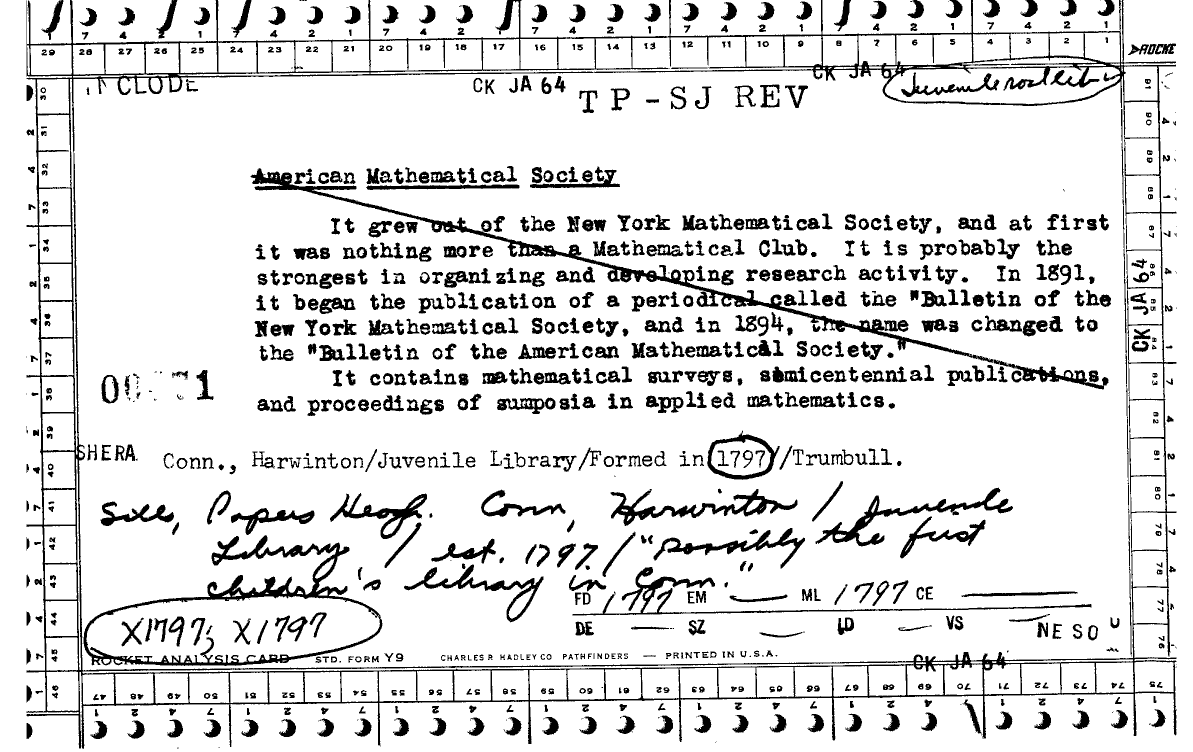 29 28 27 26 25 24 23 22 21 20 19 18 17 16 15 14 13 12 11 10 9 8 7 6 5 4 3 2 1
CLODE CK JA 64 TP-SJ REV CK JA 64 Juvenile
American Mathematical Society
It grew out of the New York Mathematical Society, and at first
it was nothing more than a Mathematical Club. It is probably the
strongest in organizing and developing research activity. In 1891,
it began the publication of a periodical called the "Bulletin of the
New York Mathematical Society, and in 1894, the name was changed to
the "Bulletin of the American Mathematical Society."
It contains mathematical surveys, semicentennial publications,
and proceedings of sumposia in applied mathematics.
CK JA 64
SHERA Conn., Harwinton/Juvenile Library/Formed in 1797//Trumbull.
Papers Conn, Harwinton / Juvenile
Library / est. 1797 / "Possibly the first
children's library in Conn."
FD 1797 EM — ML 1797 CE —
DE — SZ — LD — VS — NE SO U
X1797; X1797
ROCKET ANALYSIS CARD STD. FORM Y9 CHARLES R HADLEY CO PATHFINDERS — PRINTED IN U.S.A.
CK JA 64
47 48 49 50 51 52 53 54 55 56 57 58 59 60 61 62 63 64 65 66 67 68 69 70 71 72 73 74 75